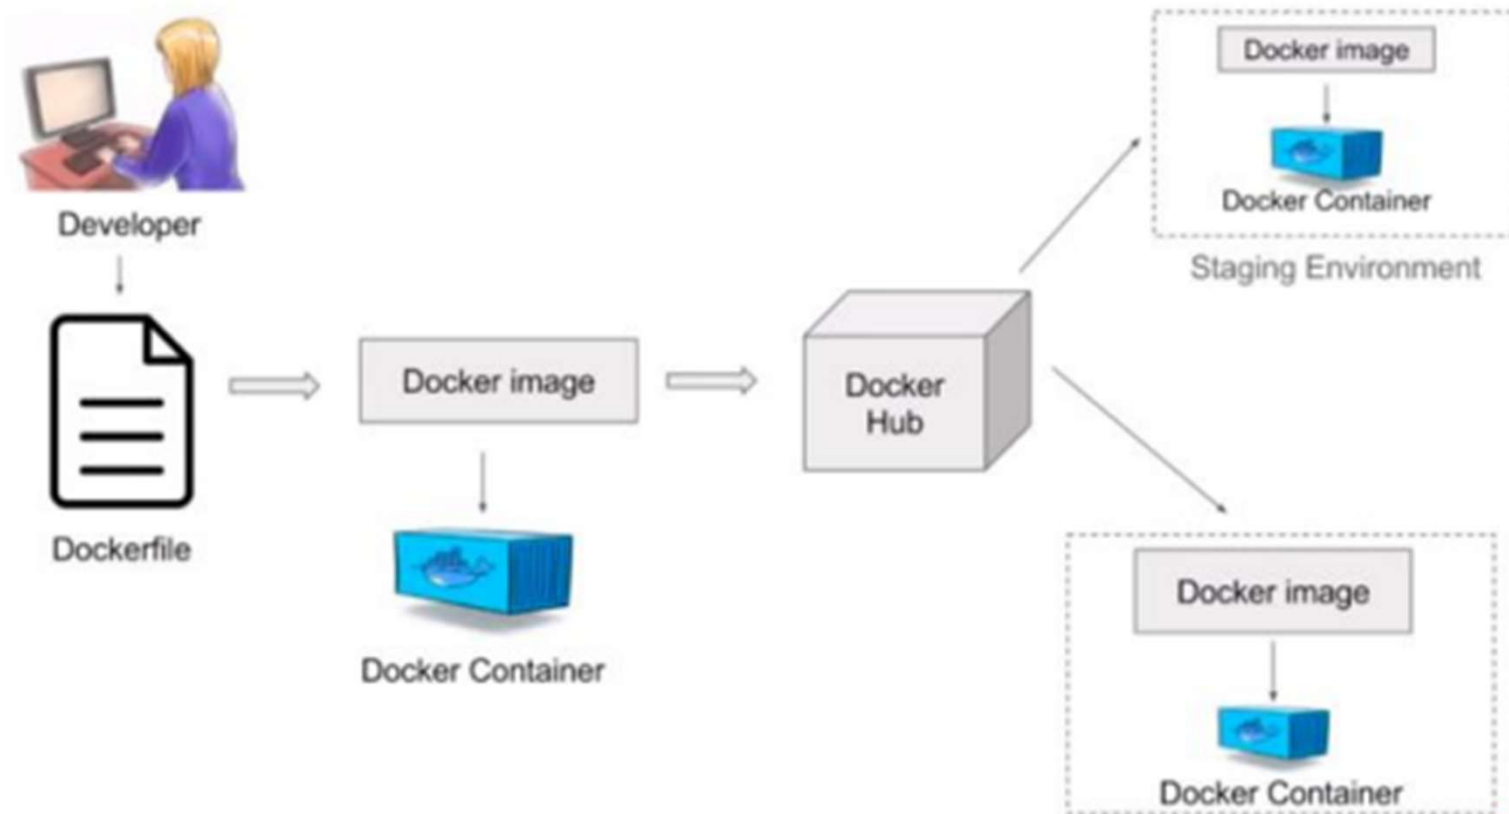 Developer
Dockerfile
Docker image
Docker Container
Docker
Hub
Docker image
Docker Container
Staging Environment
Docker image
Docker Container